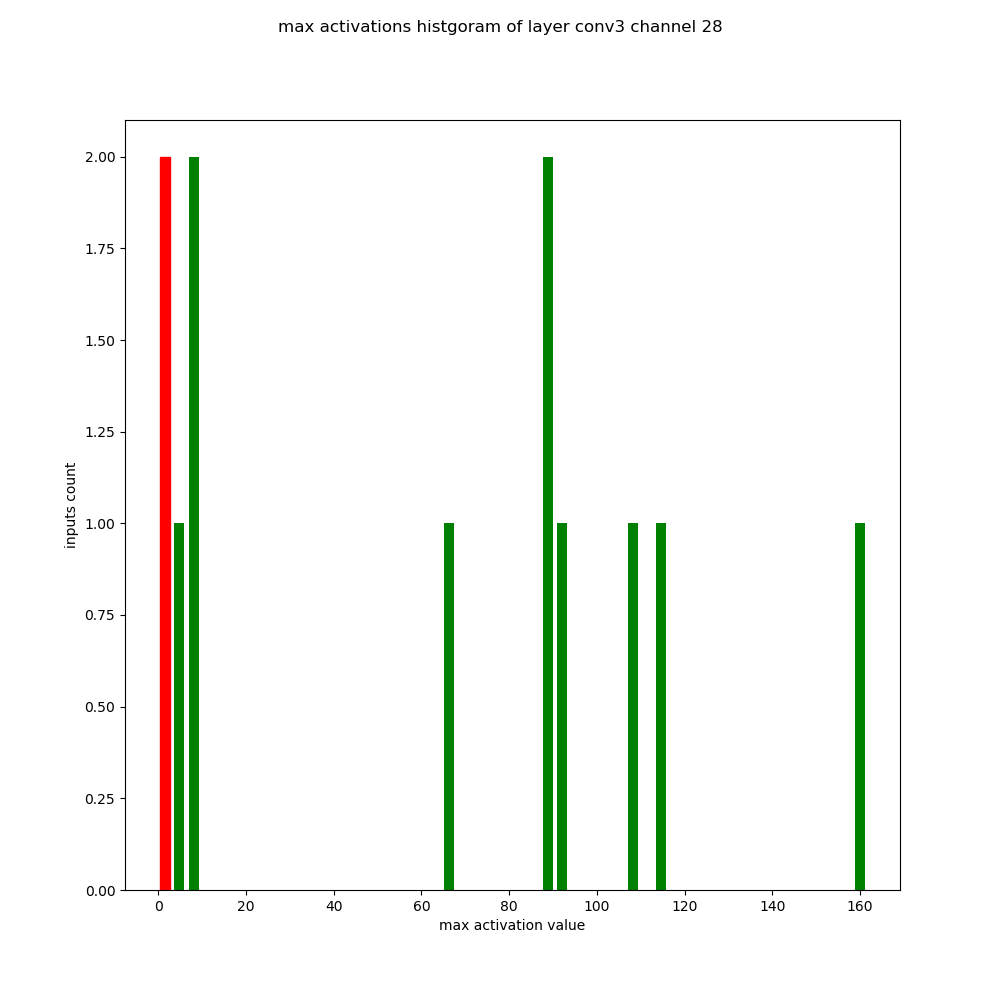 max activations histgoram of layer conv3 channel 28
2.00
1.75
1.50
1.25
1.00
0.75
0.50
0.25
0.00
inputs count
0 20 40 60 80 100 120 140 160
max activation value